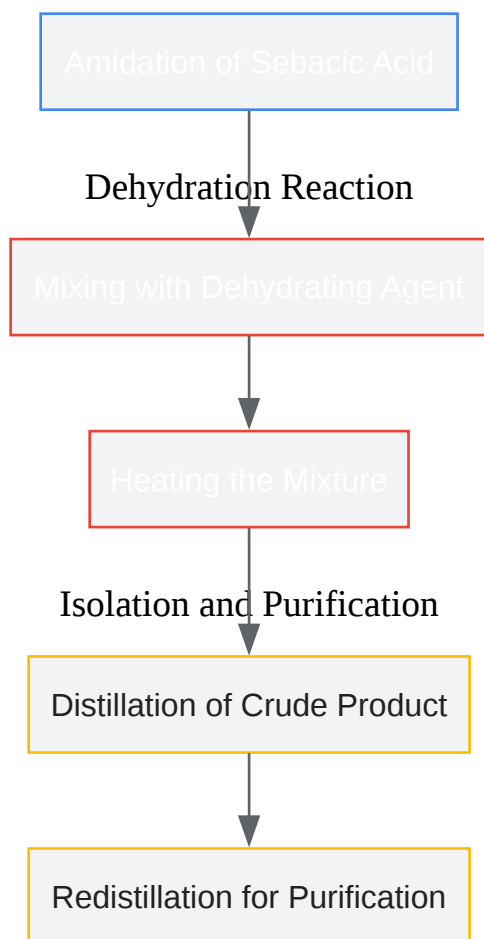 Amidation of Sebacic Acid
Dehydration Reaction
Mixing with Dehydrating Agent
Heating the Mixture
Isolation and Purification
Distillation of Crude Product
Redistillation for Purification